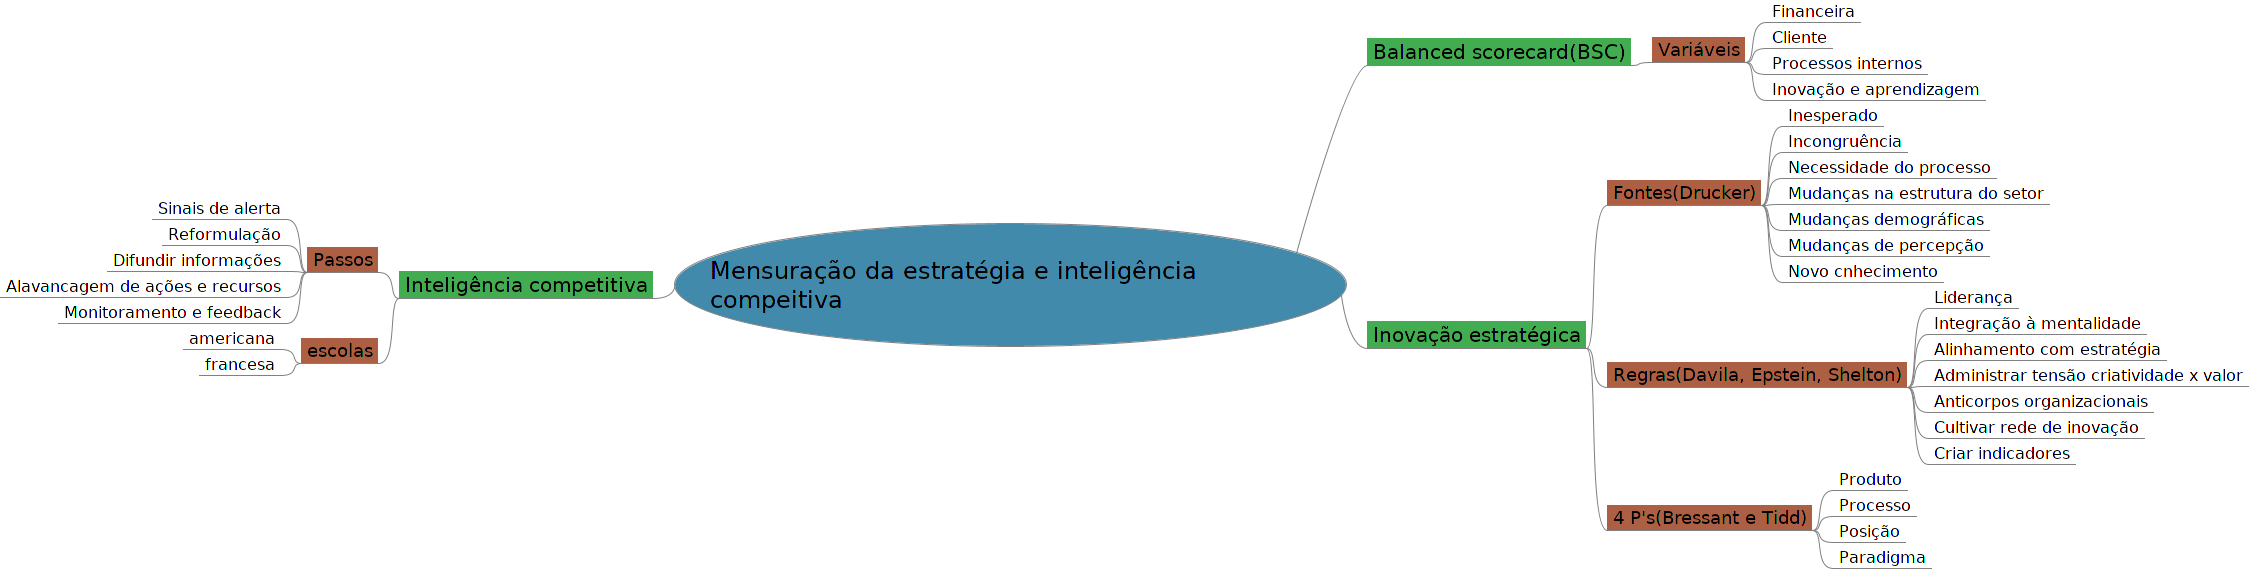 Mensuração da estratégia e inteligência
compeitiva
Balanced scorecard(BSC)
Variáveis
Financeira
Cliente
Processos internos
Inovação e aprendizagem
Inovação estratégica
Fontes(Drucker)
Inesperado
Incongruência
Necessidade do processo
Mudanças na estrutura do setor
Mudanças demográficas
Mudanças de percepção
Novo cnhecimento
Regras(Davila, Epstein, Shelton)
Liderança
Integração à mentalidade
Alinhamento com estratégia
Administrar tensão criatividade x valor
Anticorpos organizacionais
Cultivar rede de inovação
Criar indicadores
4 P's(Bressant e Tidd)
Produto
Processo
Posição
Paradigma
Inteligência competitiva
Passos
Sinais de alerta
Reformulação
Difundir informações
Alavancagem de ações e recursos
Monitoramento e feedback
escolas
americana
francesa